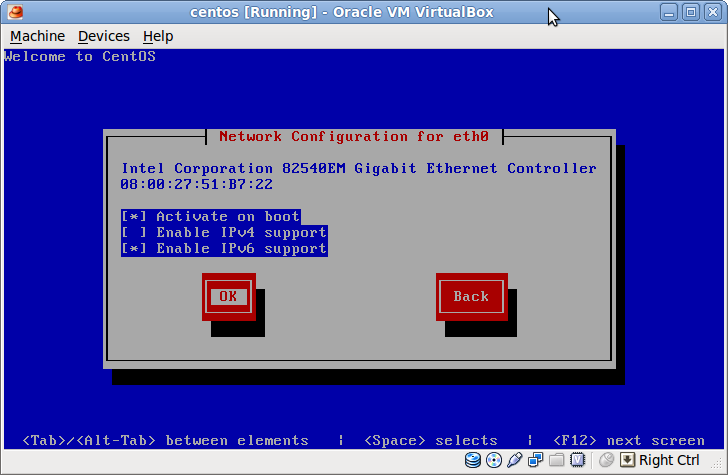 centos [Running] - Oracle VM VirtualBox
Machine Devices Help
Welcome to CentOS
Network Configuration for eth0
Intel Corporation 82540EM Gigabit Ethernet Controller
08:00:27:51:B7:22
[*] Activate on boot
[ ] Enable IPv4 support
[*] Enable IPv6 support
OK Back
<Tab>/<Alt-Tab> between elements | <Space> selects | <F12> next screen
Right Ctrl